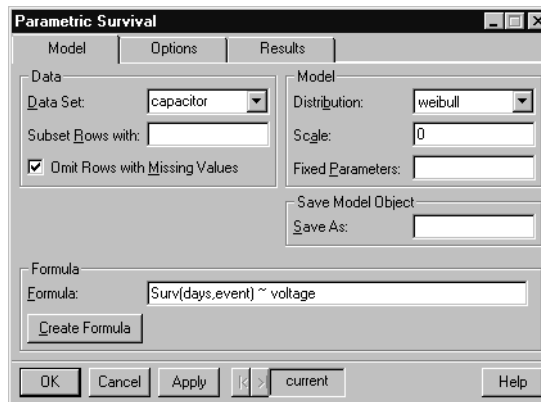 Parametric Survival
Model Options Results
Data
Data Set: capacitor
Subset Rows with:
Omit Rows with Missing Values
Model
Distribution: weibull
Scale: 0
Fixed Parameters:
Save Model Object
Save As:
Formula
Formula: Surv(days,event) ~ voltage
Create Formula
OK Cancel Apply current Help